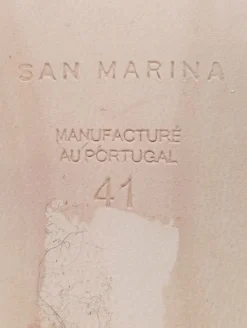 SAN MARINA
MANUFACTURÉ
AU PORTUGAL
41